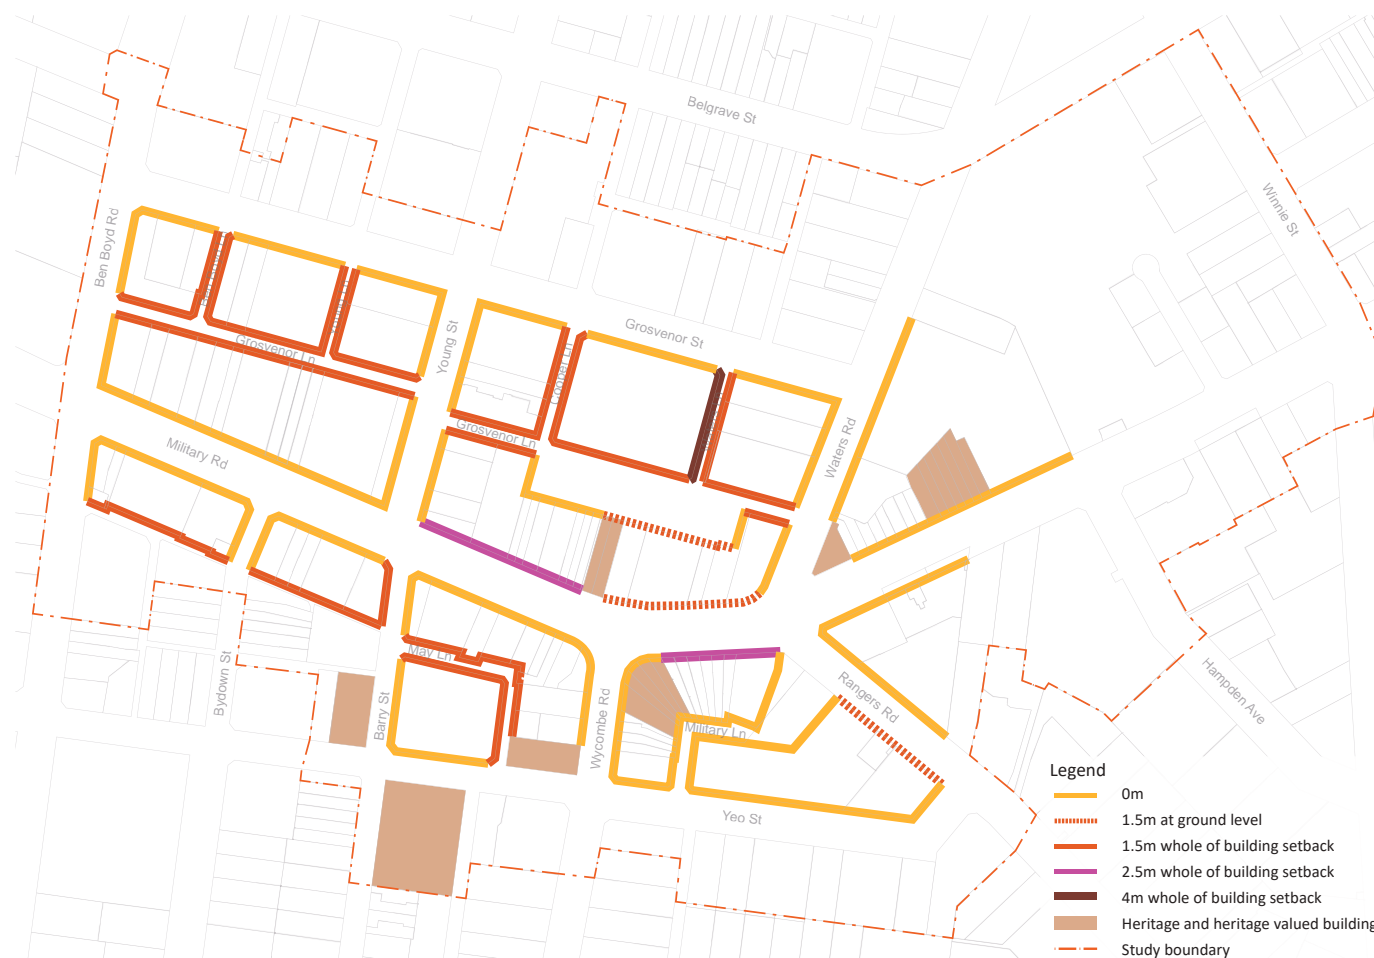 Belgrave St
Winnie St
Ben Boyd Rd
Grosvenor St
Young St
Cooper Ln
Grosvenor Ln
Grosvenor Ln
Waters Rd
Military Rd
May Ln
Bydown St
Barry St
Wycombe Rd
Rangers Rd
Military Ln
Hampden Ave
Yeo St
Legend
0m
1.5m at ground level
1.5m whole of building setback
2.5m whole of building setback
4m whole of building setback
Heritage and heritage valued building
Study boundary